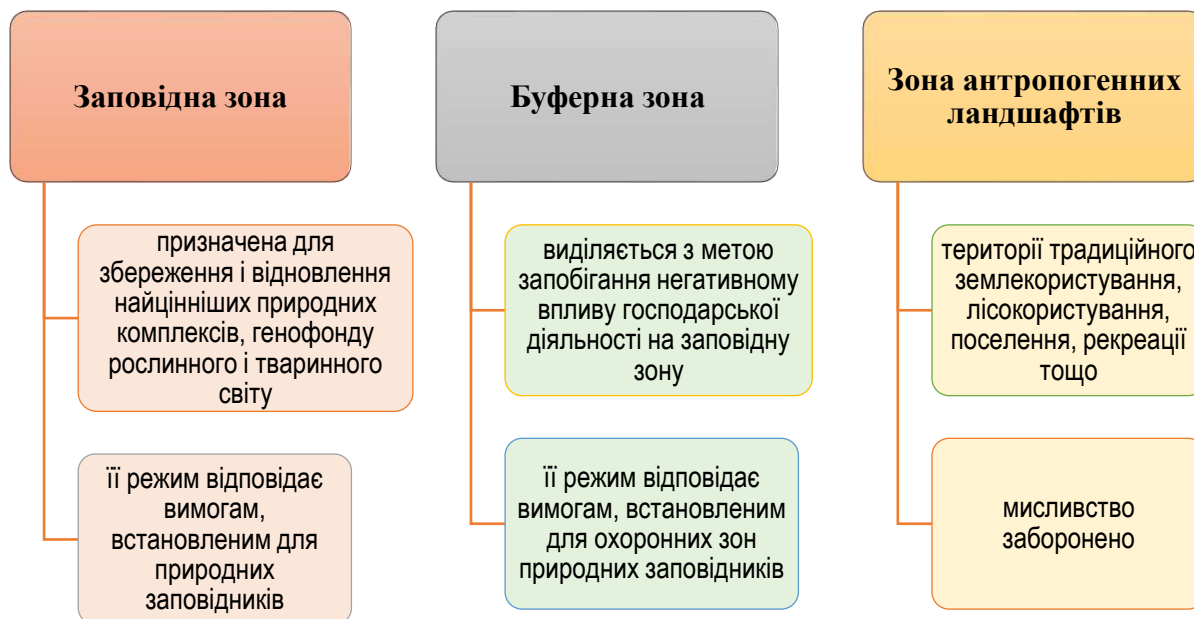 Заповідна зона
призначена для
збереження і відновлення
найцінніших природних
комплексів, генофонду
рослинного і тваринного
світу
її режим відповідає
вимогам,
встановленим для
природних
заповідників
Буферна зона
виділяється з метою
запобігання негативному
впливу господарської
діяльності на заповідну
зону
її режим відповідає
вимогам, встановленим
для охоронних зон
природних заповідників
Зона антропогенних
ландшафтів
території традиційного
землекористування,
лісокористування,
поселення, рекреації
тощо
мисливство
заборонено